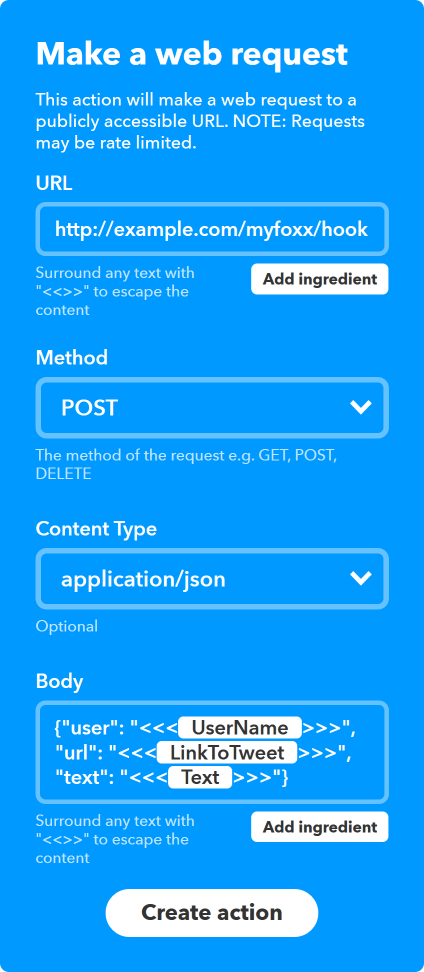 Make a web request
This action will make a web request to a
publicly accessible URL. NOTE: Requests
may be rate limited.
URL
http://example.com/myfoxx/hook
Surround any text with
"<<>>" to escape the
content
Add ingredient
Method
POST
The method of the request e.g. GET, POST,
DELETE
Content Type
application/json
Optional
Body
{"user": "<<< UserName >>>",
"url": "<<< LinkToTweet >>>",
"text": "<<< Text >>>"}
Surround any text with
"<<>>" to escape the
content
Add ingredient
Create action